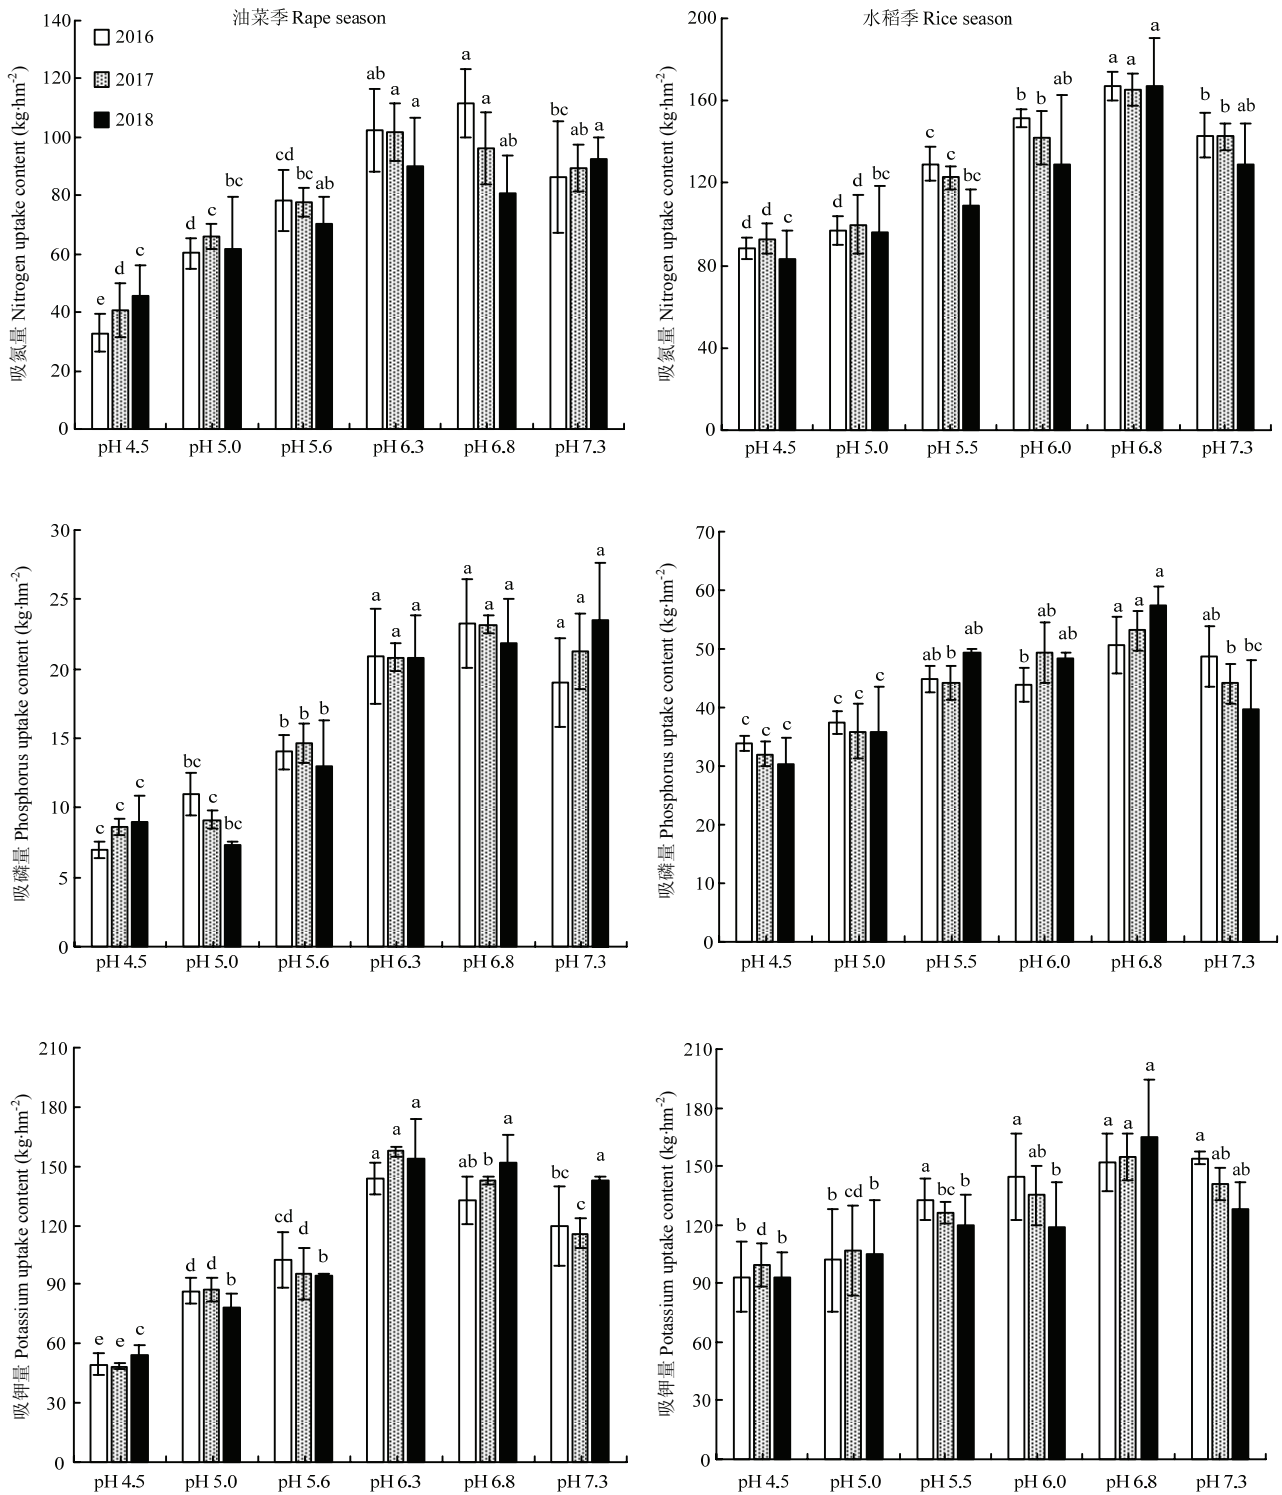 油菜季 Rape season
水稻季 Rice season
2016
2017
2018
吸氮量 Nitrogen uptake content (kg·hm⁻²)
140
120
100
80
60
40
20
0
e d c
d c bc
cd bc ab
ab a a
a a ab
bc ab a
pH 4.5 pH 5.0 pH 5.6 pH 6.3 pH 6.8 pH 7.3
吸氮量 Nitrogen uptake content (kg·hm⁻²)
200
160
120
80
40
0
d d c
d d bc
c c bc
b b ab
a a a
b b ab
pH 4.5 pH 5.0 pH 5.5 pH 6.0 pH 6.8 pH 7.3
吸磷量 Phosphorus uptake content (kg·hm⁻²)
30
25
20
15
10
5
0
c c c
bc c bc
b b b
a a a
a a a
a a a
pH 4.5 pH 5.0 pH 5.6 pH 6.3 pH 6.8 pH 7.3
吸磷量 Phosphorus uptake content (kg·hm⁻²)
70
60
50
40
30
20
10
0
c c c
c c c
ab b ab
b ab ab
a a a
ab b bc
pH 4.5 pH 5.0 pH 5.5 pH 6.0 pH 6.8 pH 7.3
吸钾量 Potassium uptake content (kg·hm⁻²)
210
180
150
120
90
60
30
0
e e c
d d b
cd d b
a a a
ab b a
bc c a
pH 4.5 pH 5.0 pH 5.6 pH 6.3 pH 6.8 pH 7.3
吸钾量 Potassium uptake content (kg·hm⁻²)
210
180
150
120
90
60
30
0
b d b
b cd b
a bc b
a ab b
a a a
a ab ab
pH 4.5 pH 5.0 pH 5.5 pH 6.0 pH 6.8 pH 7.3